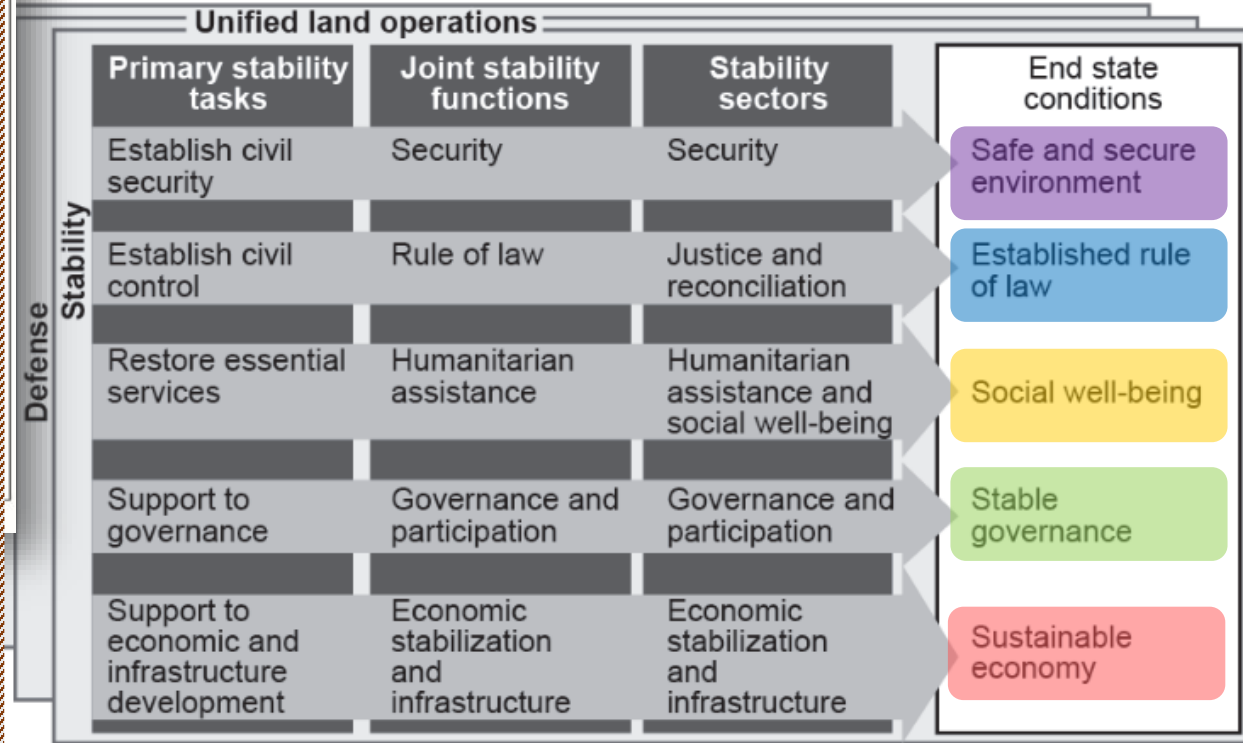 Unified land operations
Defense
Stability
Primary stability
tasks
Joint stability
functions
Stability
sectors
End state
conditions
Establish civil
security
Security
Security
Safe and secure
environment
Establish civil
control
Rule of law
Justice and
reconciliation
Established rule
of law
Restore essential
services
Humanitarian
assistance
Humanitarian
assistance and
social well-being
Social well-being
Support to
governance
Governance and
participation
Governance and
participation
Stable
governance
Support to
economic and
infrastructure
development
Economic
stabilization
and
infrastructure
Economic
stabilization
and
infrastructure
Sustainable
economy